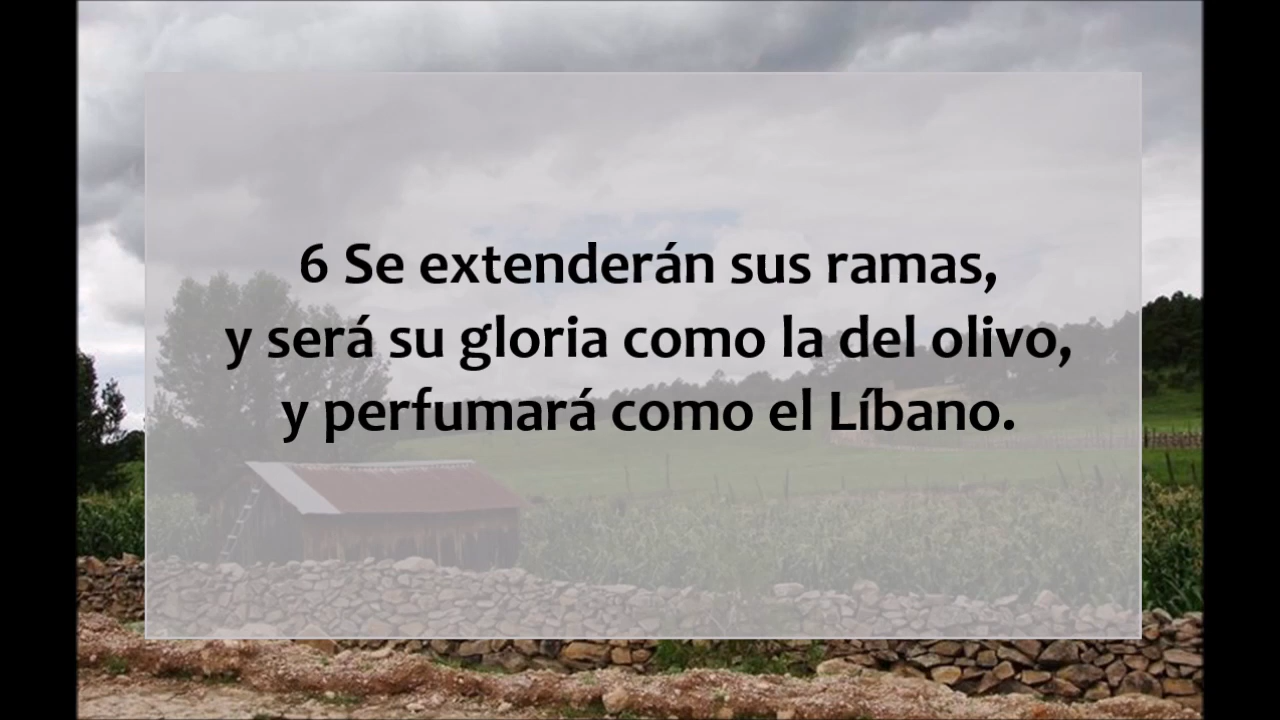 6 Se extenderán sus ramas,
y será su gloria como la del olivo,
y perfumará como el Líbano.